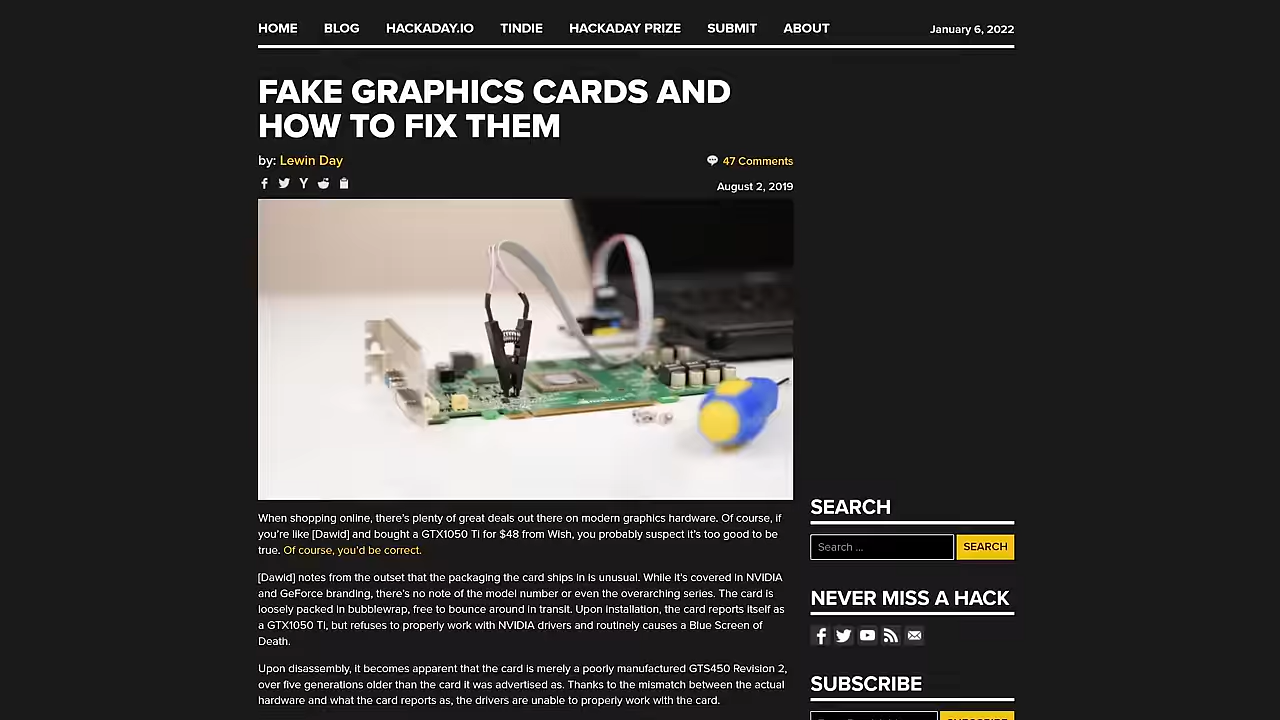 HOME BLOG HACKADAY.IO TINDIE HACKADAY PRIZE SUBMIT ABOUT January 6, 2022
FAKE GRAPHICS CARDS AND
HOW TO FIX THEM
by: Lewin Day
47 Comments
August 2, 2019
When shopping online, there's plenty of great deals out there on modern graphics hardware. Of course, if
you're like [Dawid] and bought a GTX1050 Ti for $48 from Wish, you probably suspect it's too good to be
true. Of course, you'd be correct.
[Dawid] notes from the outset that the packaging the card ships in is unusual. While it's covered in NVIDIA
and GeForce branding, there's no note of the model number or even the overarching series. The card is
loosely packed in bubblewrap, free to bounce around in transit. Upon installation, the card reports itself as
a GTX1050 Ti, but refuses to properly work with NVIDIA drivers and routinely causes a Blue Screen of
Death.
Upon disassembly, it becomes apparent that the card is merely a poorly manufactured GTS450 Revision 2,
over five generations older than the card it was advertised as. Thanks to the mismatch between the actual
hardware and what the card reports as, the drivers are unable to properly work with the card.
SEARCH
Search ... SEARCH
NEVER MISS A HACK
SUBSCRIBE